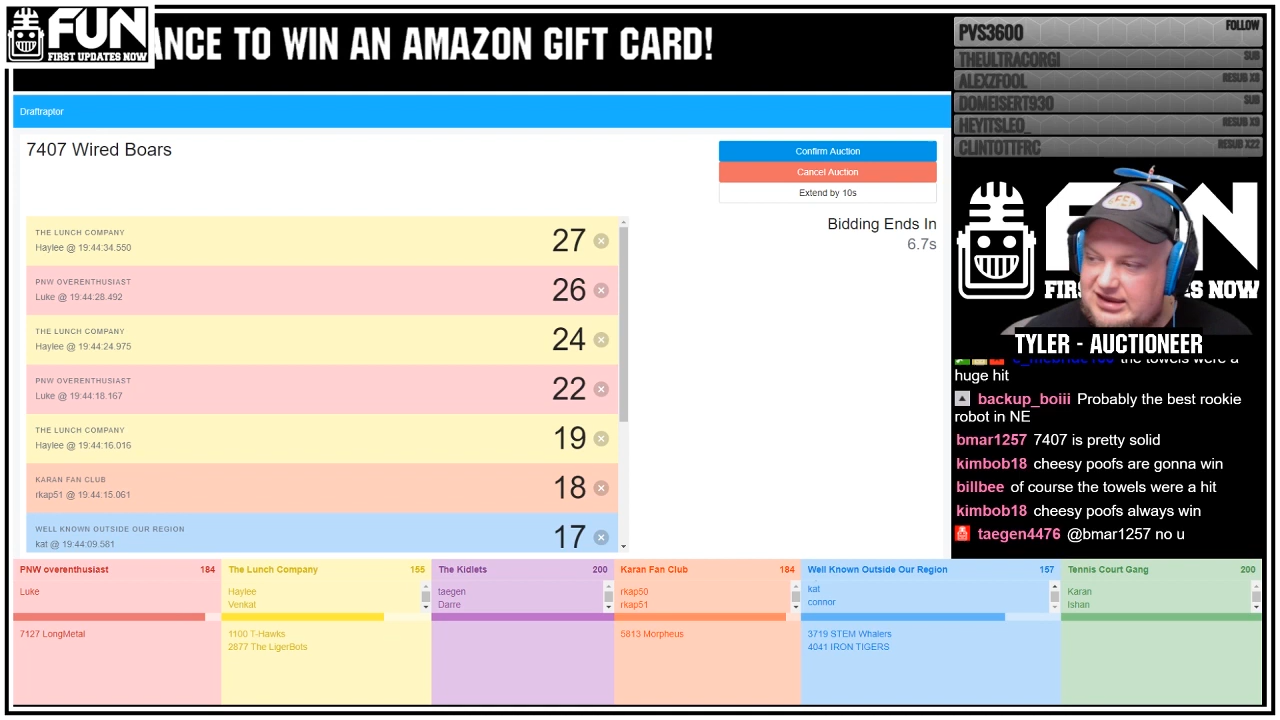 FUN
FIRST UPDATES NOW
ANCE TO WIN AN AMAZON GIFT CARD!
Draftraptor
7407 Wired Boars
Confirm Auction
Cancel Auction
Extend by 10s
Bidding Ends In
6.7s
THE LUNCH COMPANY
Haylee @ 19:44:34.550
27
PNW OVERENTHUSIAST
Luke @ 19:44:28.492
26
THE LUNCH COMPANY
Haylee @ 19:44:24.975
24
PNW OVERENTHUSIAST
Luke @ 19:44:18.167
22
THE LUNCH COMPANY
Haylee @ 19:44:16.016
19
KARAN FAN CLUB
rkap51 @ 19:44:15.061
18
WELL KNOWN OUTSIDE OUR REGION
kat @ 19:44:09.581
17
PNW overenthusiast 184
Luke
7127 LongMetal
The Lunch Company 155
Haylee
Venkat
1100 T-Hawks
2877 The LigerBots
The Kidlets 200
taegen
Darre
Karan Fan Club 184
rkap50
rkap51
5813 Morpheus
Well Known Outside Our Region 157
kat
connor
3719 STEM Whalers
4041 IRON TIGERS
Tennis Court Gang 200
Karan
Ishan
PVS3600 FOLLOW
THEULTRACORGI SUB
ALEXZFOOL RESUB X8
DOMEISERT930 SUB
HEYITSLEO_ RESUB X9
CLINTOTTFRC RESUB X22
FUN
FIRS S NOW
TYLER - AUCTIONEER
the towels were a
huge hit
backup_boiii Probably the best rookie
robot in NE
bmar1257 7407 is pretty solid
kimbob18 cheesy poofs are gonna win
billbee of course the towels were a hit
kimbob18 cheesy poofs always win
taegen4476 @bmar1257 no u